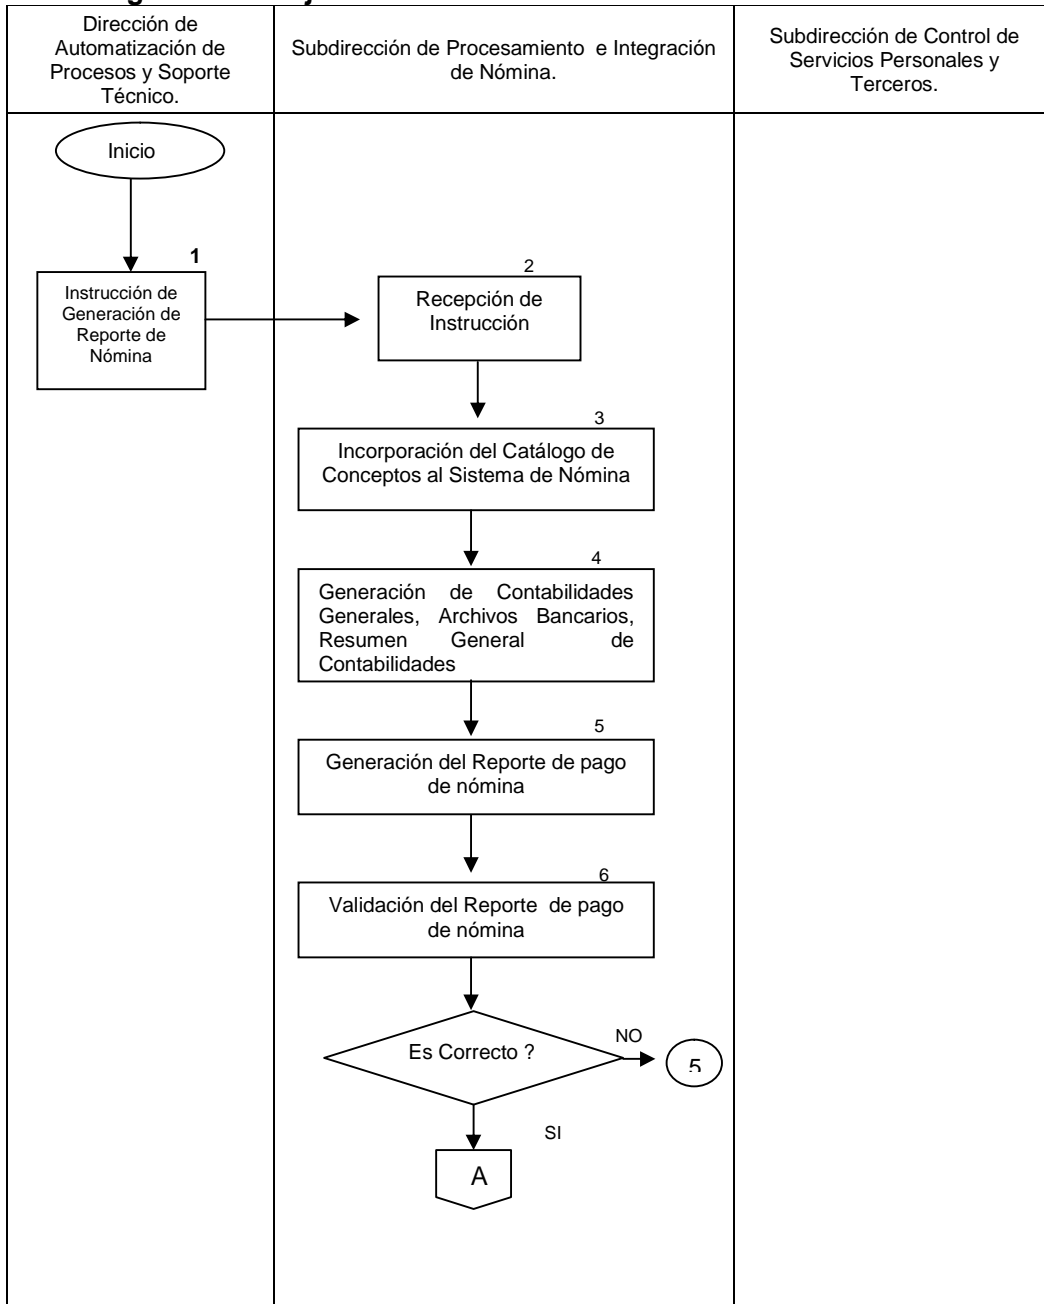 Dirección de
Automatización de
Procesos y Soporte
Técnico.
Subdirección de Procesamiento e Integración
de Nómina.
Subdirección de Control de
Servicios Personales y
Terceros.
Inicio
1
Instrucción de
Generación de
Reporte de
Nómina
2
Recepción de
Instrucción
3
Incorporación del Catálogo de
Conceptos al Sistema de Nómina
4
Generación de Contabilidades
Generales, Archivos Bancarios,
Resumen General de
Contabilidades
5
Generación del Reporte de pago
de nómina
6
Validación del Reporte de pago
de nómina
Es Correcto ?
NO
5
SI
A